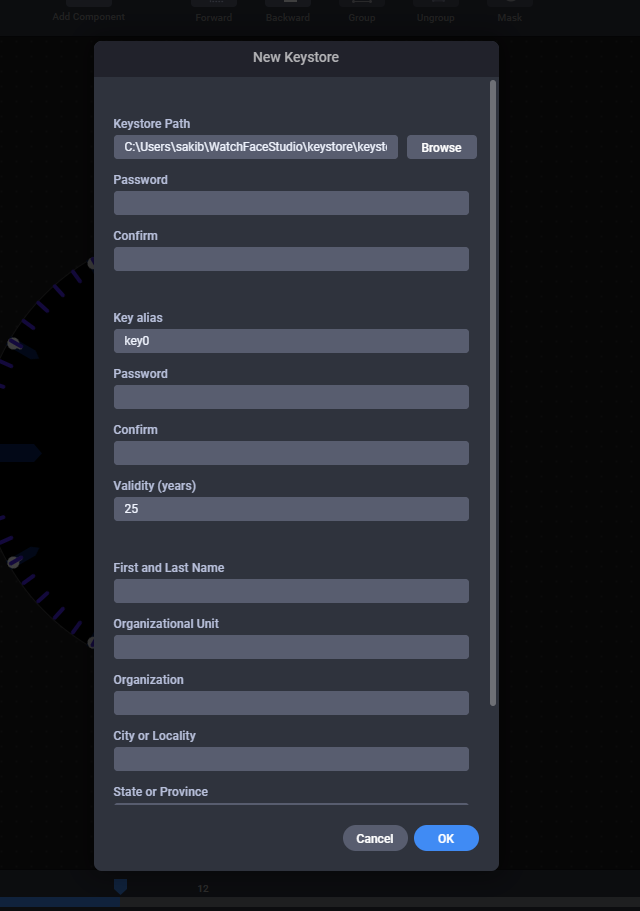 Add Component
Forward
Backward
Group
Ungroup
Mask
New Keystore
Keystore Path
C:\Users\sakib\WatchFaceStudio\keystore\keyst
Browse
Password
Confirm
Key alias
key0
Password
Confirm
Validity (years)
25
First and Last Name
Organizational Unit
Organization
City or Locality
State or Province
Cancel
OK
12